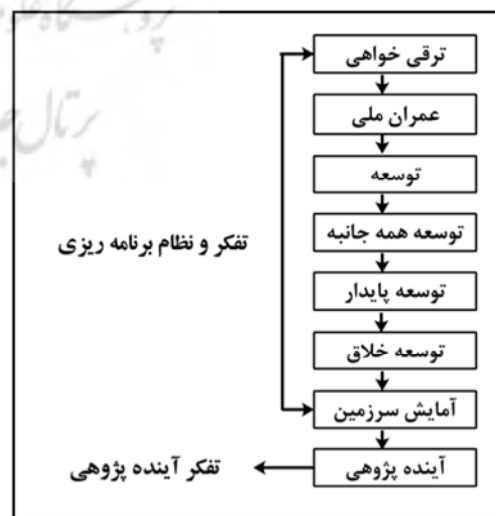 ترقی خواهی
عمران ملی
توسعه
توسعه همه جانبه
تفکر و نظام برنامه ریزی
توسعه پایدار
توسعه خلاق
آمایش سرزمین
آینده پژوهی
تفکر آینده پژوهی